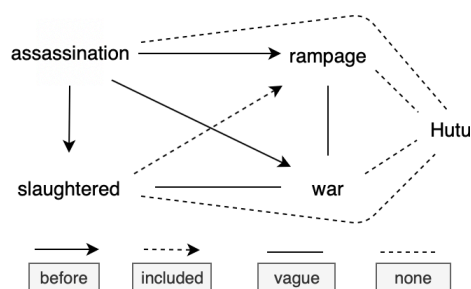 assassination
rampage
Hutu
slaughtered
war
before
included
vague
none